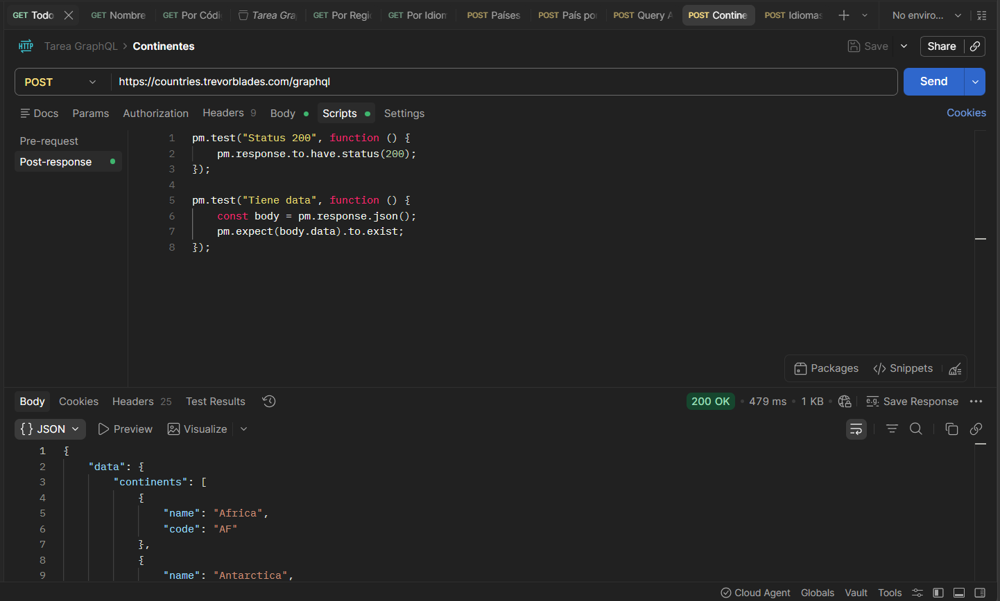 GET Todo GET Nombre GET Por Códi Tarea Gra GET Por Regi GET Por Idiom POST Países POST País po POST Query A POST Contine POST Idiomas No enviro...
HTTP Tarea GraphQL > Continentes Save Share
POST https://countries.trevorblades.com/graphql Send
Docs Params Authorization Headers 9 Body Scripts Settings Cookies
Pre-request
Post-response
1 pm.test("Status 200", function () {
2 pm.response.to.have.status(200);
3 });
4
5 pm.test("Tiene data", function () {
6 const body = pm.response.json();
7 pm.expect(body.data).to.exist;
8 });
Packages </> Snippets
Body Cookies Headers 25 Test Results 200 OK • 479 ms • 1 KB • e.g. Save Response
{} JSON Preview Visualize
1 {
2 "data": {
3 "continents": [
4 {
5 "name": "Africa",
6 "code": "AF"
7 },
8 {
9 "name": "Antarctica",
Cloud Agent Globals Vault Tools